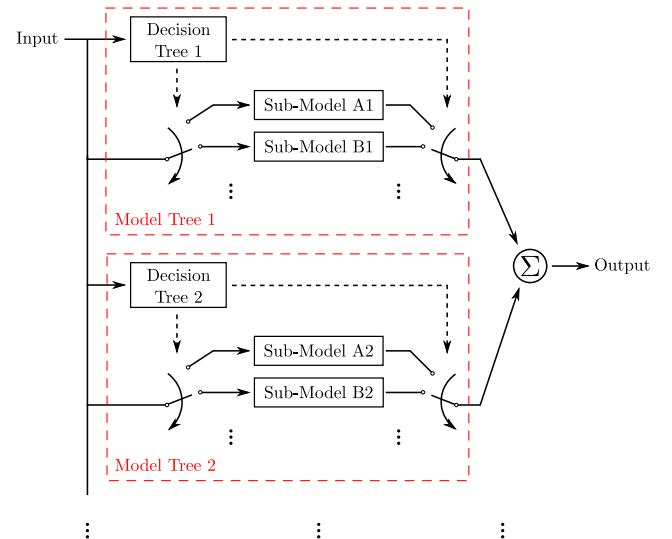 Input
Decision
Tree 1
Sub-Model A1
Sub-Model B1
Model Tree 1
Σ
Output
Decision
Tree 2
Sub-Model A2
Sub-Model B2
Model Tree 2